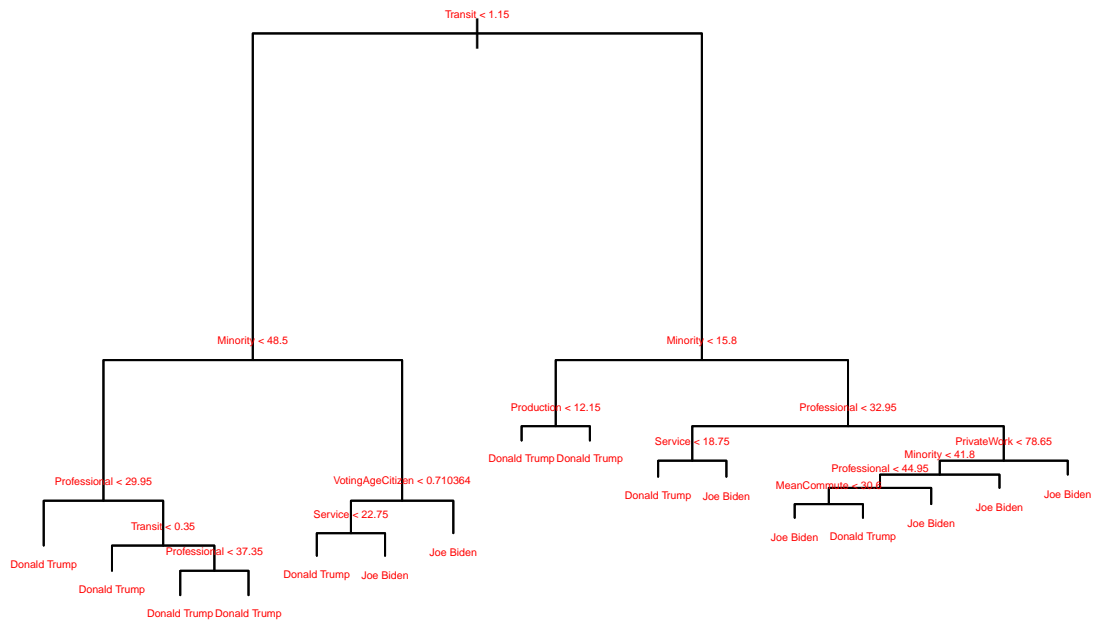 Transit < 1.15
Minority < 48.5
Minority < 15.8
Production < 12.15
Professional < 32.95
Service < 18.75
PrivateWork < 78.65
Minority < 41.8
Professional < 44.95
MeanCommute < 30.6
Donald Trump
Donald Trump
Donald Trump
Joe Biden
Joe Biden
Donald Trump
Joe Biden
Joe Biden
Joe Biden
Professional < 29.95
VotingAgeCitizen < 0.710364
Service < 22.75
Transit < 0.35
Professional < 37.35
Donald Trump
Donald Trump
Donald Trump
Donald Trump
Donald Trump
Joe Biden
Joe Biden